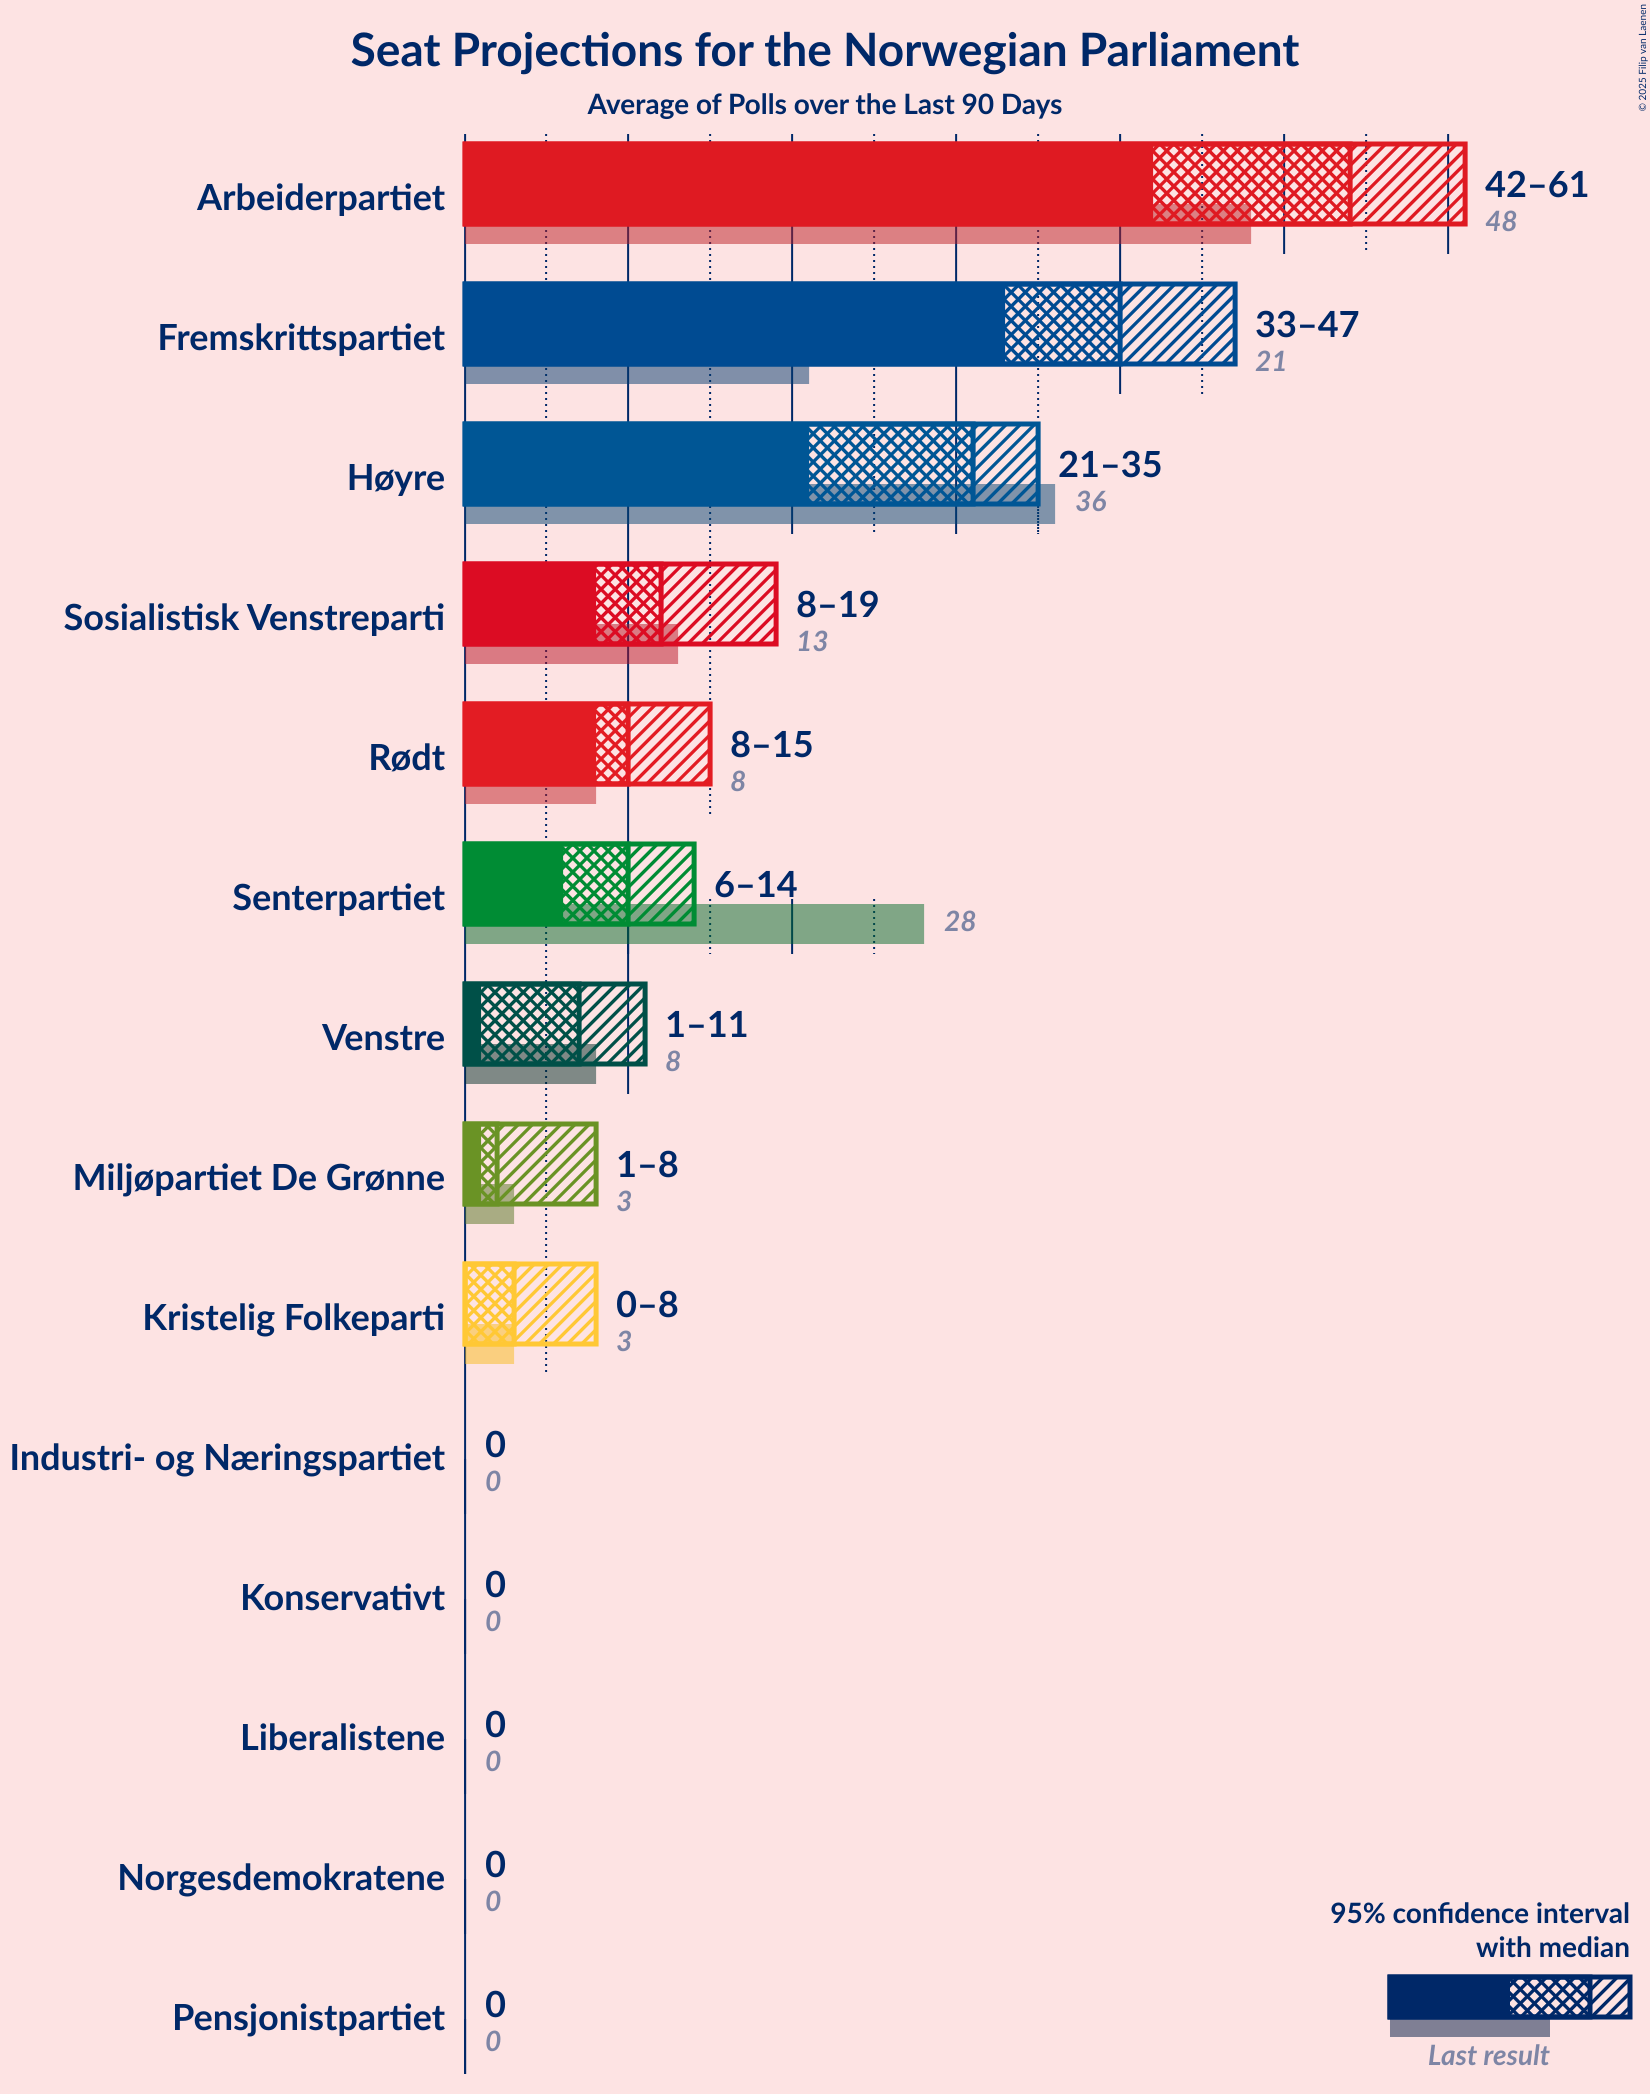 Seat Projections for the Norwegian Parliament
Average of Polls over the Last 90 Days
© 2025 Filip van Laenen
Arbeiderpartiet
42–61
48
Fremskrittspartiet
33–47
21
Høyre
21–35
36
Sosialistisk Venstreparti
8–19
13
Rødt
8–15
8
Senterpartiet
6–14
28
Venstre
1–11
8
Miljøpartiet De Grønne
1–8
3
Kristelig Folkeparti
0–8
3
Industri- og Næringspartiet
0
0
Konservativt
0
0
Liberalistene
0
0
Norgesdemokratene
0
0
Pensjonistpartiet
0
0
95% confidence interval
with median
Last result